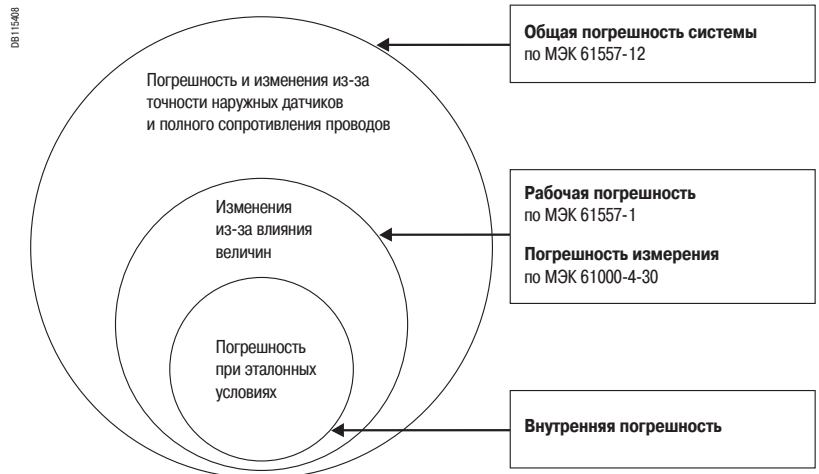 DB115408
Общая погрешность системы
по МЭК 61557-12
Погрешность и изменения из-за
точности наружных датчиков
и полного сопротивления проводов
Рабочая погрешность
по МЭК 61557-1
Погрешность измерения
по МЭК 61000-4-30
Изменения
из-за влияния
величин
Погрешность
при эталонных
условиях
Внутренняя погрешность